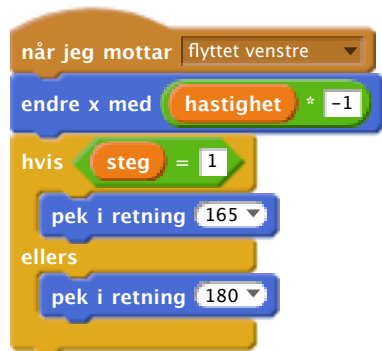 når jeg mottar flyttet venstre
endre x med hastighet * -1
hvis steg = 1
pek i retning 165
ellers
pek i retning 180